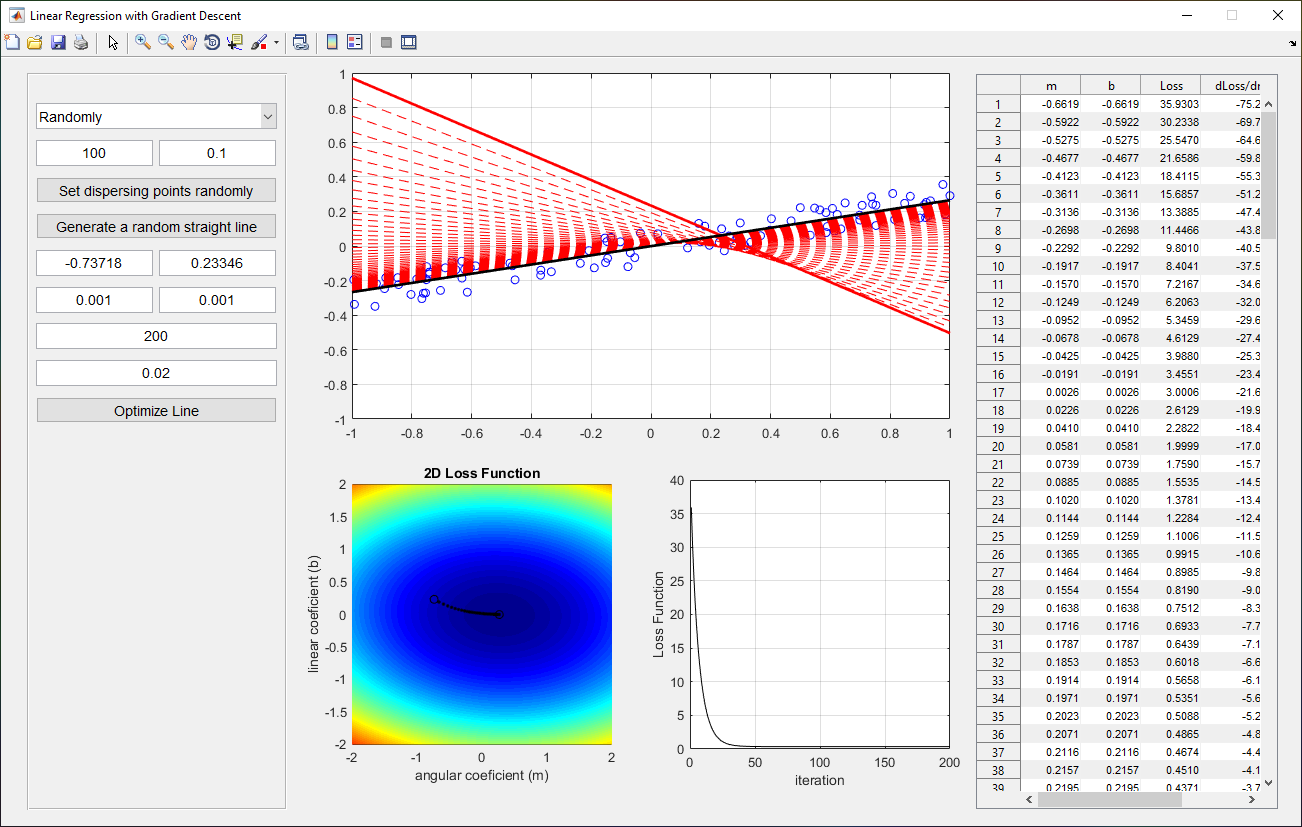 Linear Regression with Gradient Descent
Randomly
100 0.1
Set dispersing points randomly
Generate a random straight line
-0.73718 0.23346
0.001 0.001
200
0.02
Optimize Line
1
0.8
0.6
0.4
0.2
0
-0.2
-0.4
-0.6
-0.8
-1
-1 -0.8 -0.6 -0.4 -0.2 0 0.2 0.4 0.6 0.8 1
2D Loss Function
linear coeficient (b)
2
1.5
1
0.5
0
-0.5
-1
-1.5
-2
-2 -1 0 1 2
angular coeficient (m)
Loss Function
40
35
30
25
20
15
10
5
0
0 50 100 150 200
iteration
m b Loss dLoss/dr
1 -0.6619 -0.6619 35.9303 -75.2
2 -0.5922 -0.5922 30.2338 -69.7
3 -0.5275 -0.5275 25.5470 -64.6
4 -0.4677 -0.4677 21.6586 -59.8
5 -0.4123 -0.4123 18.4115 -55.3
6 -0.3611 -0.3611 15.6857 -51.2
7 -0.3136 -0.3136 13.3885 -47.4
8 -0.2698 -0.2698 11.4466 -43.8
9 -0.2292 -0.2292 9.8010 -40.5
10 -0.1917 -0.1917 8.4041 -37.5
11 -0.1570 -0.1570 7.2167 -34.6
12 -0.1249 -0.1249 6.2063 -32.0
13 -0.0952 -0.0952 5.3459 -29.6
14 -0.0678 -0.0678 4.6129 -27.4
15 -0.0425 -0.0425 3.9880 -25.3
16 -0.0191 -0.0191 3.4551 -23.4
17 0.0026 0.0026 3.0006 -21.6
18 0.0226 0.0226 2.6129 -19.9
19 0.0410 0.0410 2.2822 -18.4
20 0.0581 0.0581 1.9999 -17.0
21 0.0739 0.0739 1.7590 -15.7
22 0.0885 0.0885 1.5535 -14.5
23 0.1020 0.1020 1.3781 -13.4
24 0.1144 0.1144 1.2284 -12.4
25 0.1259 0.1259 1.1006 -11.5
26 0.1365 0.1365 0.9915 -10.6
27 0.1464 0.1464 0.8985 -9.8
28 0.1554 0.1554 0.8190 -9.0
29 0.1638 0.1638 0.7512 -8.3
30 0.1716 0.1716 0.6933 -7.7
31 0.1787 0.1787 0.6439 -7.1
32 0.1853 0.1853 0.6018 -6.6
33 0.1914 0.1914 0.5658 -6.1
34 0.1971 0.1971 0.5351 -5.6
35 0.2023 0.2023 0.5088 -5.2
36 0.2071 0.2071 0.4865 -4.8
37 0.2116 0.2116 0.4674 -4.4
38 0.2157 0.2157 0.4510 -4.1
39 0.2195 0.2195 0.4371 -3.7